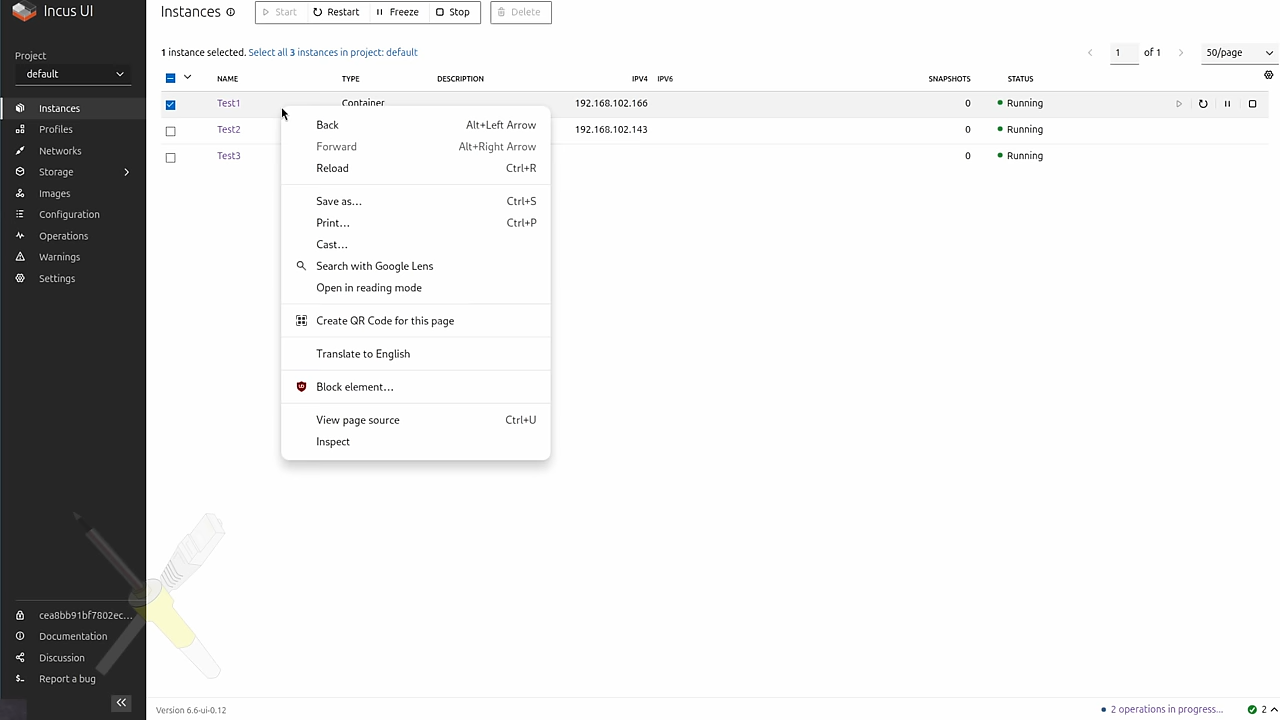 Incus UI
Project
default
Instances
Profiles
Networks
Storage
Images
Configuration
Operations
Warnings
Settings
cea8bb91bf7802ec...
Documentation
Discussion
Report a bug
Instances
Start Restart Freeze Stop Delete
1 instance selected. Select all 3 instances in project: default
1 of 1 50/page
NAME TYPE DESCRIPTION IPV4 IPV6 SNAPSHOTS STATUS
Test1 Container 192.168.102.166 0 Running
Test2 192.168.102.143 0 Running
Test3 0 Running
Back Alt+Left Arrow
Forward Alt+Right Arrow
Reload Ctrl+R
Save as... Ctrl+S
Print... Ctrl+P
Cast...
Search with Google Lens
Open in reading mode
Create QR Code for this page
Translate to English
Block element...
View page source Ctrl+U
Inspect
Version 6.6-ui-0.12
2 operations in progress...
2